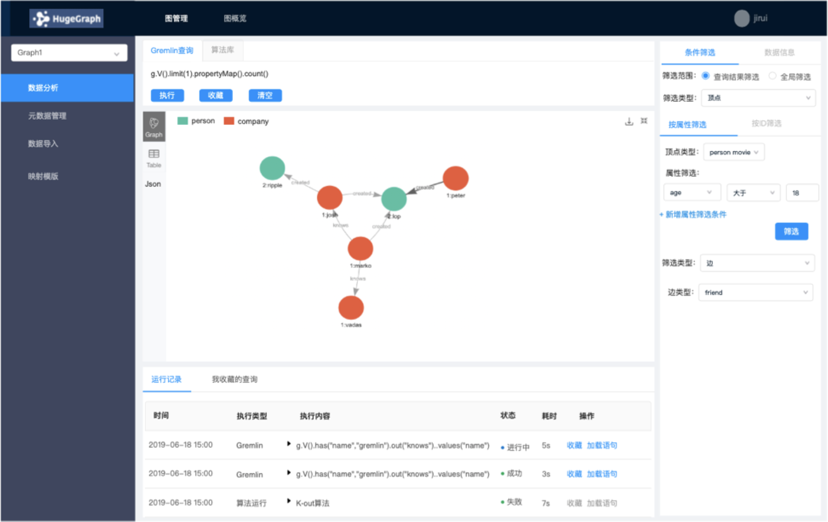 HugeGraph 图管理 图概览 jirui
Graph1
数据分析
元数据管理
数据导入
映射模版
Gremlin查询 算法库
g.V().limit(1).propertyMap().count()
执行 收藏 清空
Graph
Table
Json
person company
2:ripple
created
1:josh
created
2:lop
created
1:peter
knows
created
1:marko
knows
1:vadas
运行记录 我收藏的查询
时间 执行类型 执行内容 状态 耗时 操作
2019-06-18 15:00 Gremlin g.V().has("name","gremlin").out("knows")..values("name") 进行中 5s 收藏 加载语句
2019-06-18 15:00 Gremlin g.V().has("name","gremlin").out("knows")..values("name") 成功 3s 收藏 加载语句
2019-06-18 15:00 算法运行 K-out算法 失败 7s 收藏 加载语句
条件筛选 数据信息
筛选范围： 查询结果筛选 全局筛选
筛选类型： 顶点
按属性筛选 按ID筛选
顶点类型： person movie
属性筛选：
age 大于 18
+ 新增属性筛选条件
筛选
筛选类型： 边
边类型： friend